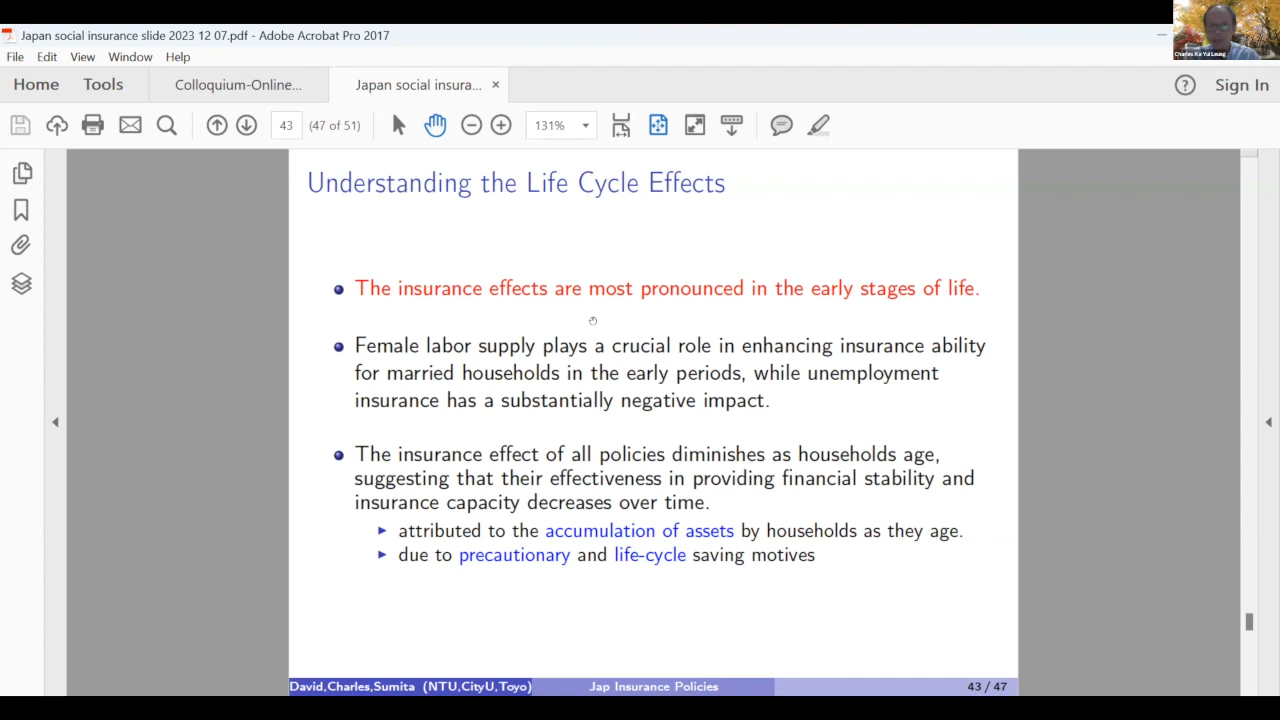 Japan social insurance slide 2023 12 07.pdf - Adobe Acrobat Pro 2017
File Edit View Window Help
Home Tools Colloquium-Online... Japan social insura... × Sign In
43 (47 of 51) 131%
Charles Ka Yui Leung
Understanding the Life Cycle Effects
The insurance effects are most pronounced in the early stages of life.
Female labor supply plays a crucial role in enhancing insurance ability
for married households in the early periods, while unemployment
insurance has a substantially negative impact.
The insurance effect of all policies diminishes as households age,
suggesting that their effectiveness in providing financial stability and
insurance capacity decreases over time.
attributed to the accumulation of assets by households as they age.
due to precautionary and life-cycle saving motives
David,Charles,Sumita (NTU,CityU,Toyo) Jap Insurance Policies 43 / 47